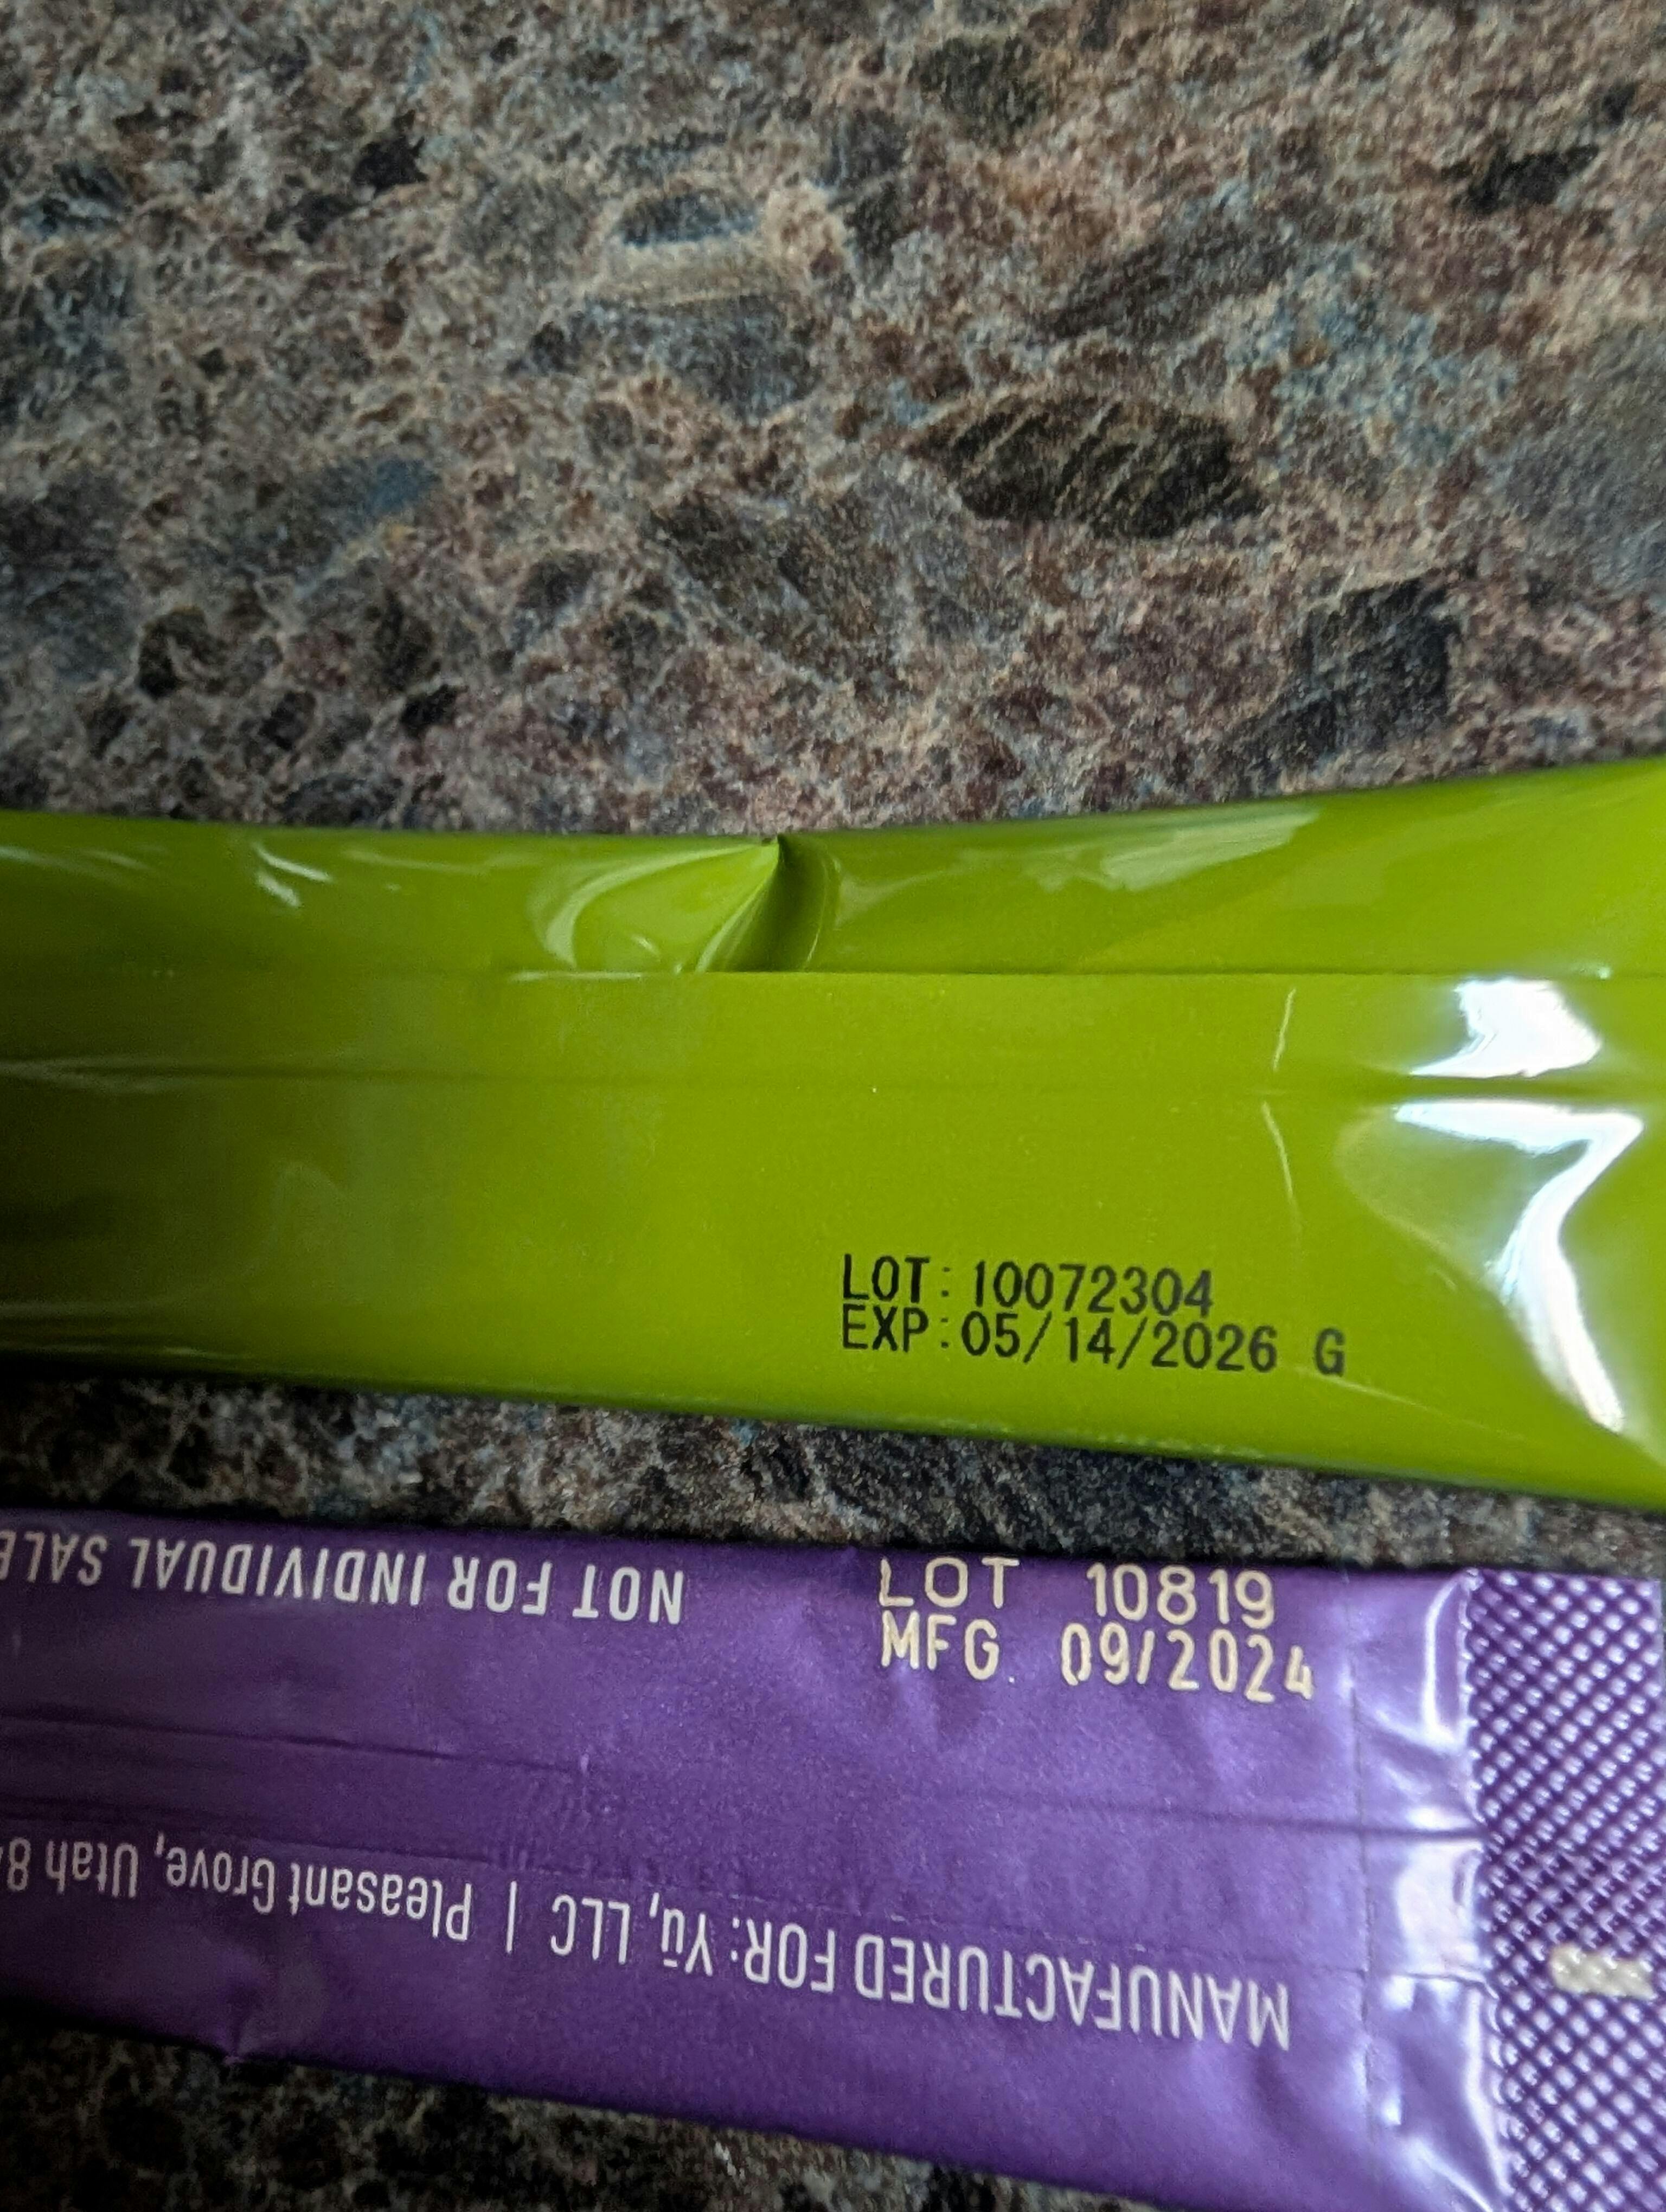 LOT: 10072304
EXP:05/14/2026 G
LOT 10819
MFG. 09/2024
NOT FOR INDIVIDUAL SALE
MANUFACTURED FOR: Yū, LLC | Pleasant Grove, Utah